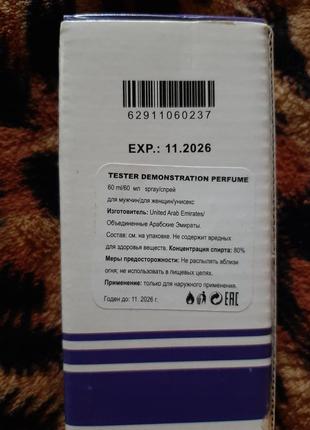 62911060237
EXP.: 11.2026
TESTER DEMONSTRATION PERFUME
60 ml/60 мл spray/спрей
для мужчин/для женщин/унисекс
Изготовитель: United Arab Emirates/
Объединенные Арабские Эмираты.
Состав: см. на упаковке. Не содержит вредных
для здоровья веществ. Концентрация спирта: 80%
Меры предосторожности: Не распылять вблизи
огня; не использовать в пищевых целях.
Применение: только для наружного применения.
Годен до: 11. 2026 г.
EAC